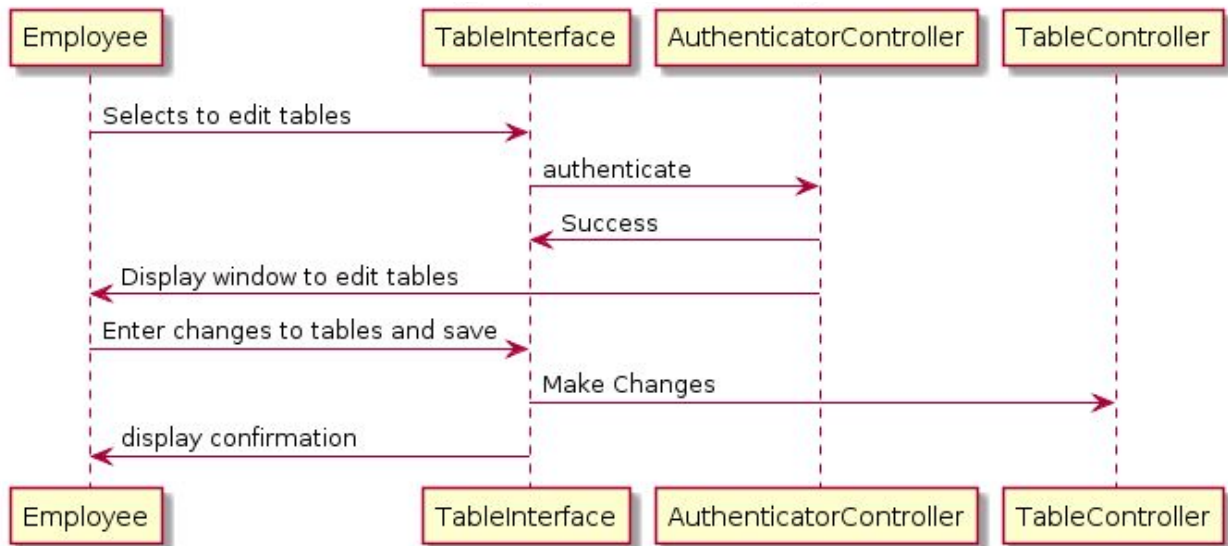 Employee
TableInterface
AuthenticatorController
TableController
Selects to edit tables
authenticate
Success
Display window to edit tables
Enter changes to tables and save
Make Changes
display confirmation
Employee
TableInterface
AuthenticatorController
TableController